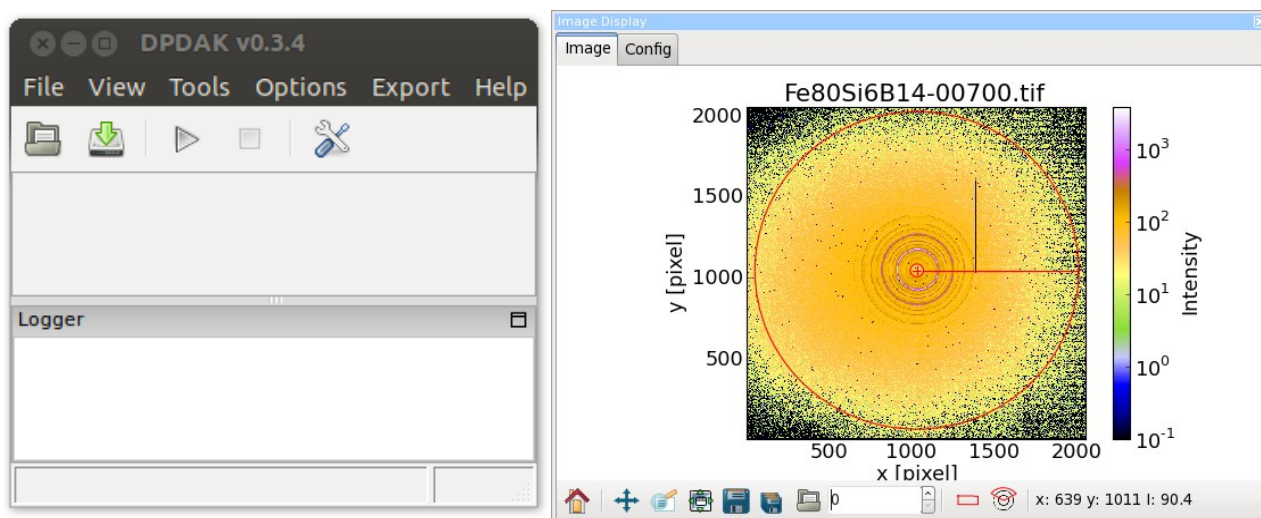 DPDAK v0.3.4
File View Tools Options Export Help
Logger
Image Display
Image Config
Fe80Si6B14-00700.tif
2000
1500
1000
500
y [pixel]
500 1000 1500 2000
x [pixel]
10³
10²
10¹
10⁰
10⁻¹
Intensity
0
x: 639 y: 1011 I: 90.4